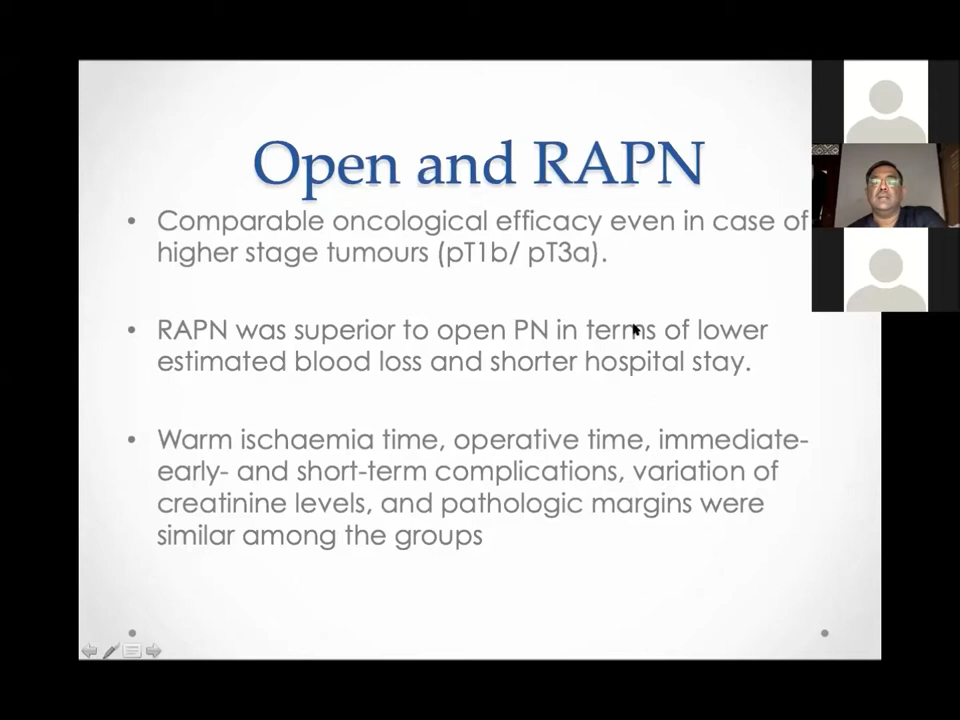 Open and RAPN
• Comparable oncological efficacy even in case of
higher stage tumours (pT1b/ pT3a).
• RAPN was superior to open PN in terms of lower
estimated blood loss and shorter hospital stay.
• Warm ischaemia time, operative time, immediate-
early- and short-term complications, variation of
creatinine levels, and pathologic margins were
similar among the groups